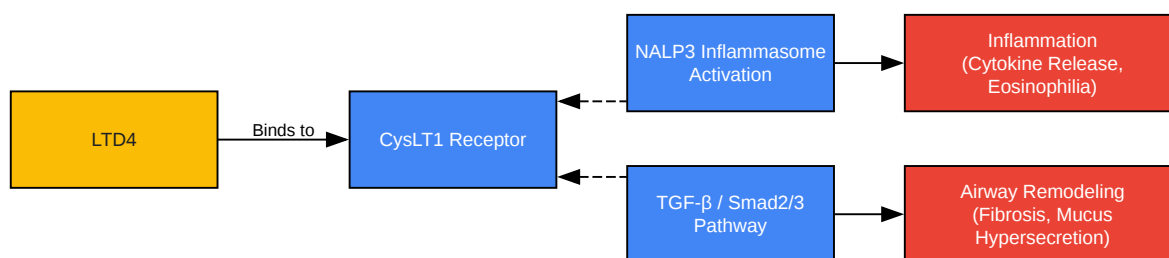 LTD4
Binds to
CysLT1 Receptor
NALP3 Inflammasome
Activation
Inflammation
(Cytokine Release,
Eosinophilia)
TGF-β / Smad2/3
Pathway
Airway Remodeling
(Fibrosis, Mucus
Hypersecretion)